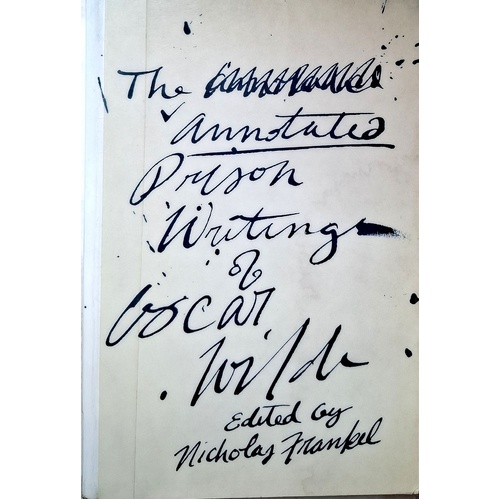 The
Annotated
Prison
Writings
of
Oscar
Wilde
Edited by
Nicholas Frankel